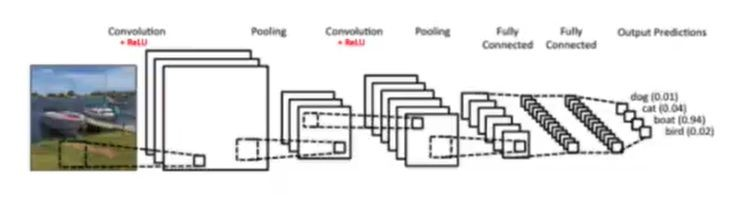 Convolution
+ ReLU
Pooling
Convolution
+ ReLU
Pooling
Fully
Connected
Fully
Connected
Output Predictions
dog (0.01)
cat (0.04)
boat (0.94)
bird (0.02)